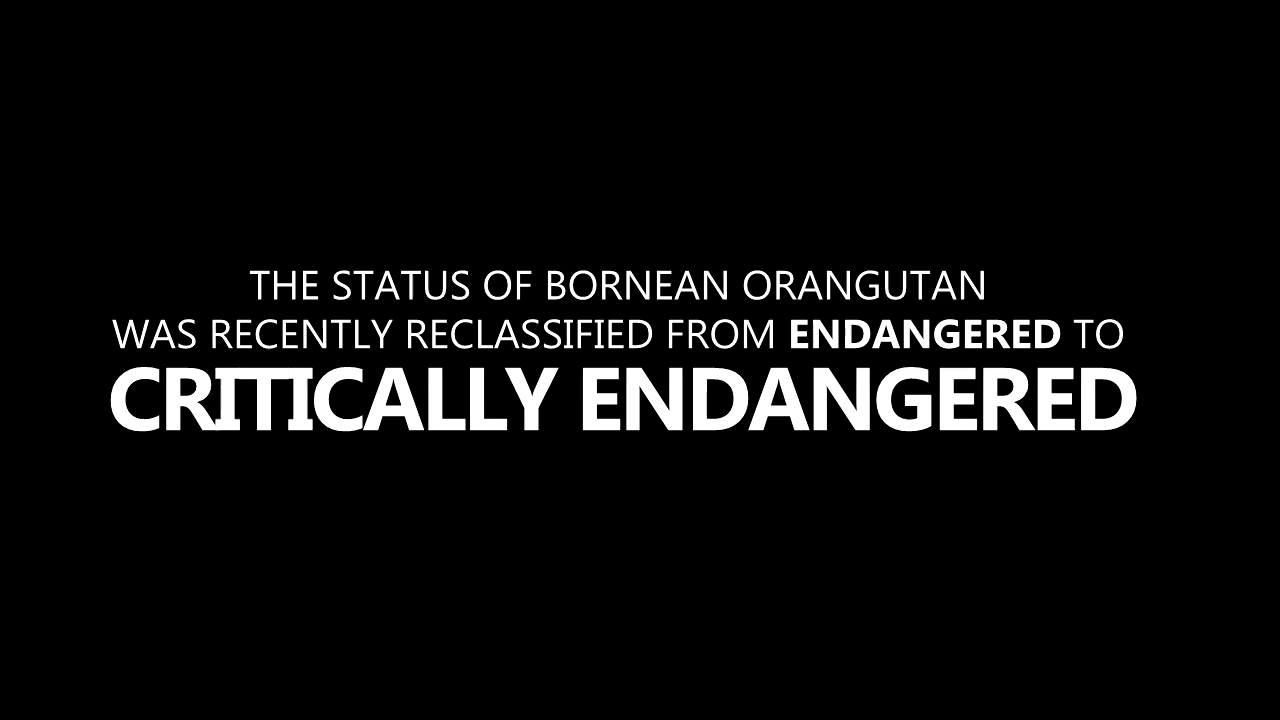 THE STATUS OF BORNEAN ORANGUTAN
WAS RECENTLY RECLASSIFIED FROM ENDANGERED TO
CRITICALLY ENDANGERED